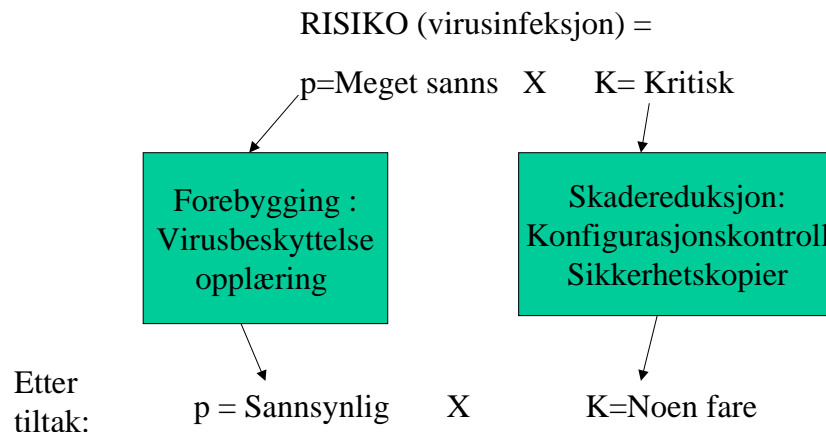 RISIKO (virusinfeksjon) =
p=Meget sanns X K= Kritisk
Forebygging :
Virusbeskyttelse
opplæring
Skadereduksjon:
Konfigurasjonskontroll
Sikkerhetskopier
Etter
tiltak:
p = Sannsynlig X K=Noen fare